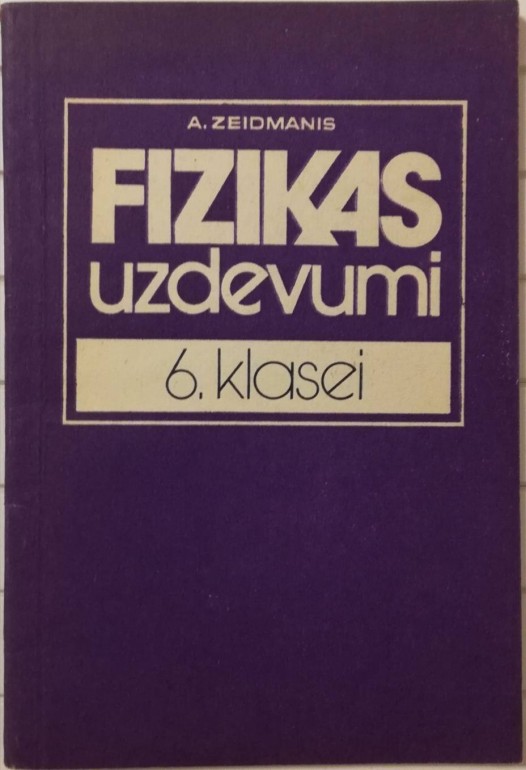 A. ZEIDMANIS
FIZIKAS
uzdevumi
6. klasei